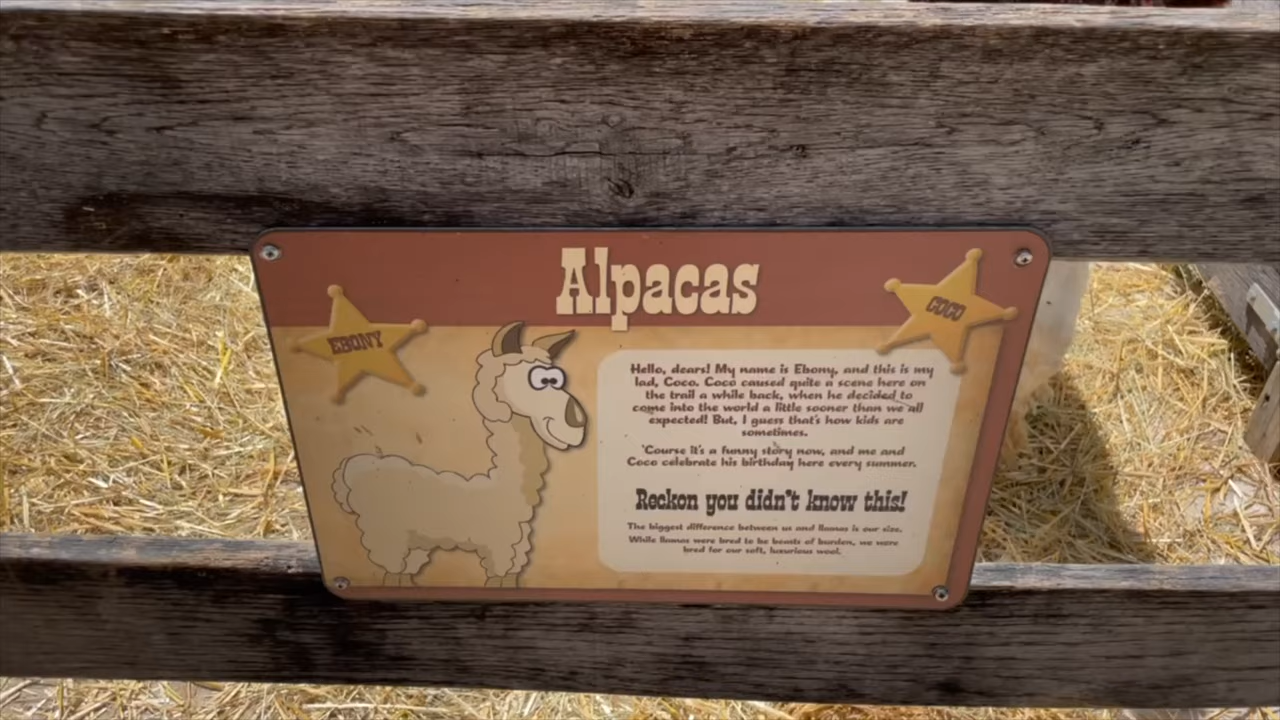 Alpacas
EBONY
COCO
Hello, dears! My name is Ebony, and this is my
lad, Coco. Coco caused quite a scene here on
the trail a while back, when he decided to
come into the world a little sooner than we all
expected! But, I guess that's how kids are
sometimes.
'Course it's a funny story now, and me and
Coco celebrate his birthday here every summer.
Reckon you didn't know this!
The biggest difference between us and llamas is our size.
While llamas were bred to be beasts of burden, we were
bred for our soft, luxurious wool.